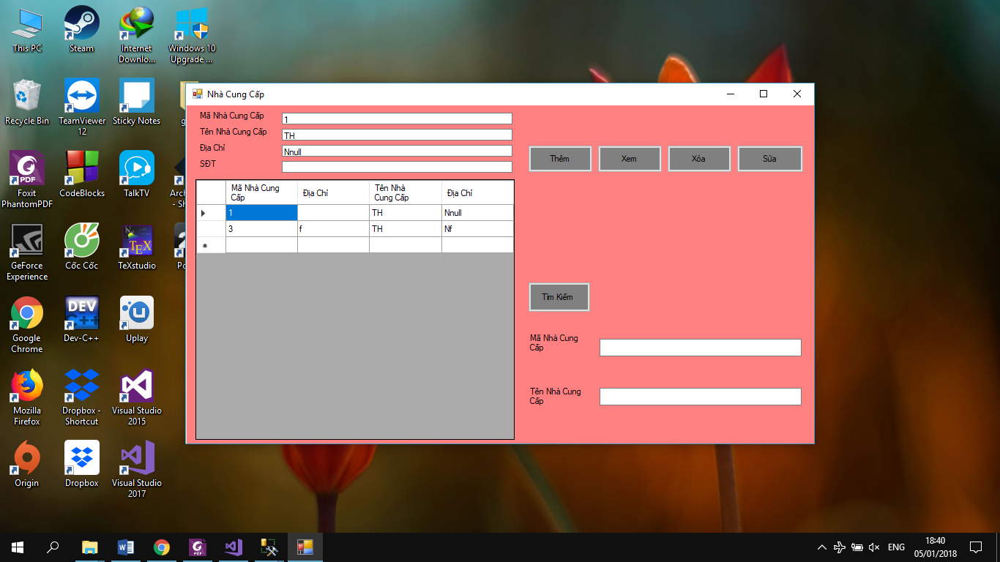 This PC
Steam
Internet
Downlo...
Windows 10
Upgrade ...
Recycle Bin
TeamViewer
12
Sticky Notes
g
Foxit
PhantomPDF
PDF
CodeBlocks
TalkTV
Arc
- Sh
GeForce
Experience
Cốc Cốc
TEX
TeXstudio
Po
Google
Chrome
DEV
C++
Dev-C++
Uplay
Mozilla
Firefox
Dropbox -
Shortcut
Visual Studio
2015
Origin
Dropbox
Visual Studio
2017
Nhà Cung Cấp
Mã Nhà Cung Cấp
1
Tên Nhà Cung Cấp
TH
Địa Chỉ
Nnull
SĐT
Thêm
Xem
Xóa
Sửa
Mã Nhà Cung
Cấp
Địa Chỉ
Tên Nhà
Cung Cấp
Địa Chỉ
1
TH
Nnull
3
f
TH
Nf
Tìm Kiếm
Mã Nhà Cung
Cấp
Tên Nhà Cung
Cấp
PDF
ENG
18:40
05/01/2018